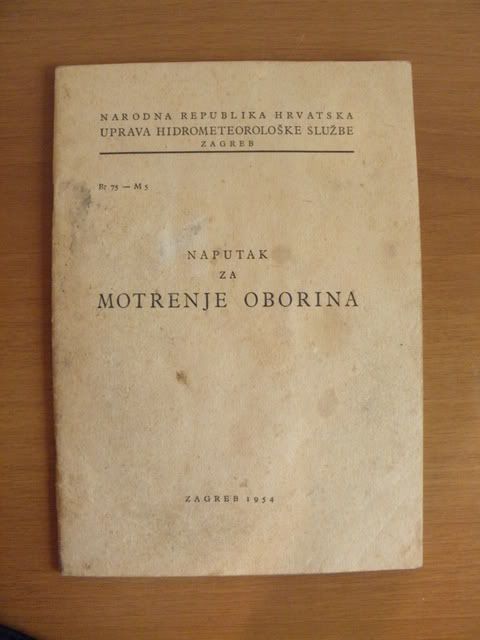 NARODNA REPUBLIKA HRVATSKA
UPRAVA HIDROMETEOROLOŠKE SLUŽBE
ZAGREB
Br 75 — M 5
NAPUTAK
ZA
MOTRENJE OBORINA
ZAGREB 1954